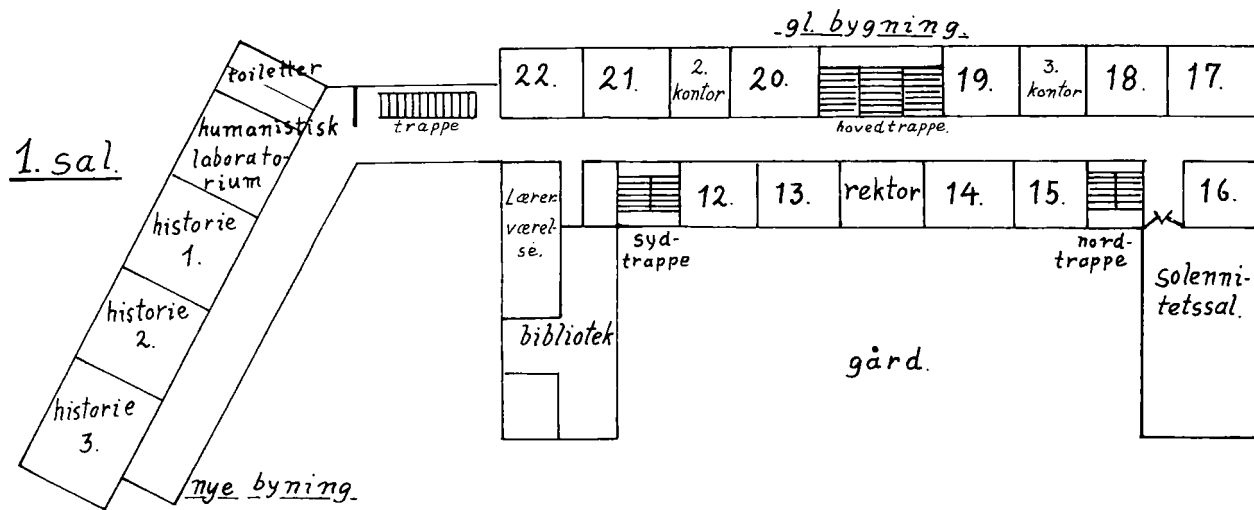 gl. bygning.
toiletter
humanistisk
laborato-
rium
historie
1.
historie
2.
historie
3.
1. sal.
nye byning
trappe
22.
21.
2.
kontor
20.
hovedtrappe.
19.
3.
kontor
18.
17.
Lærer
værel-
se.
bibliotek
syd-
trappe
12.
13.
rektor
14.
15.
nord-
trappe
16.
solenni-
tetssal.
gård.